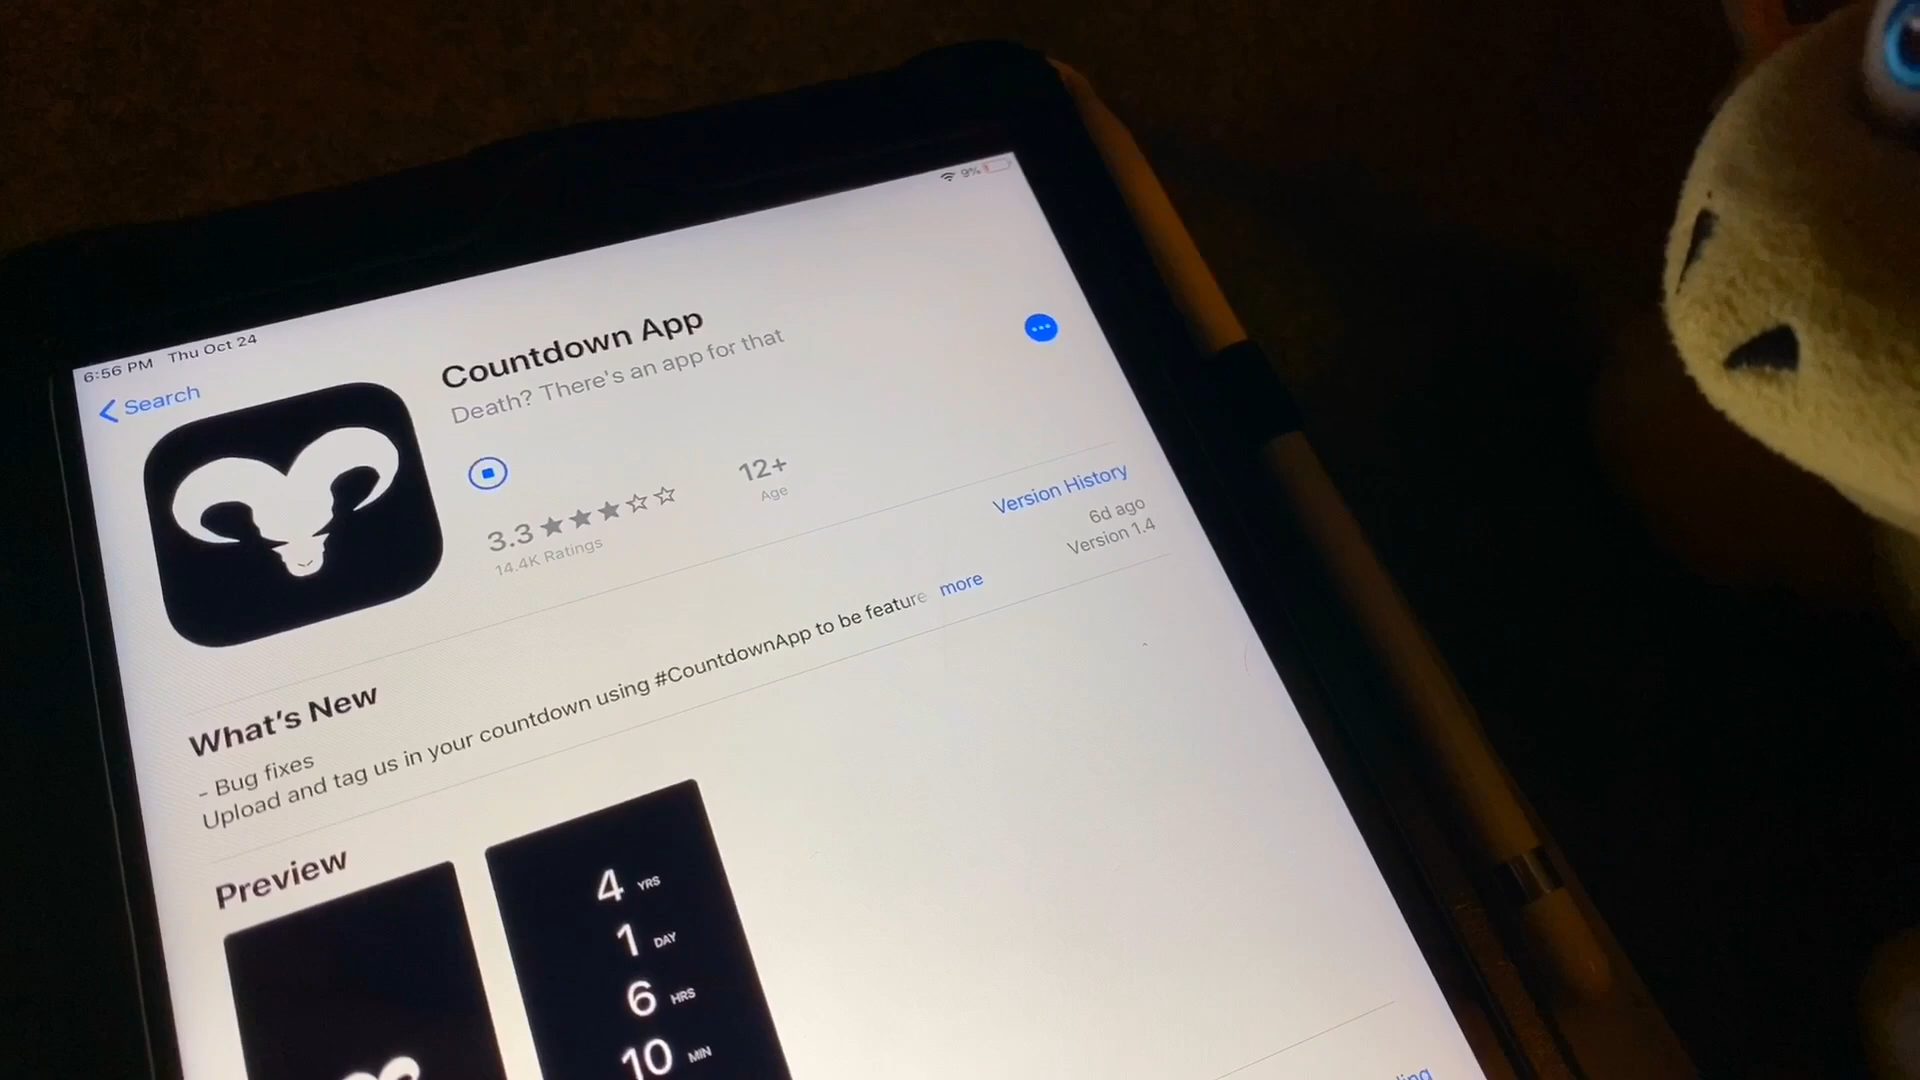 6:56 PM Thu Oct 24
9%
Search
Countdown App
Death? There's an app for that
3.3
14.4K Ratings
12+
Age
What's New
Version History
- Bug fixes
6d ago
Upload and tag us in your countdown using #CountdownApp to be feature more
Version 1.4
Preview
4 YRS
1 DAY
6 HRS
10 MIN